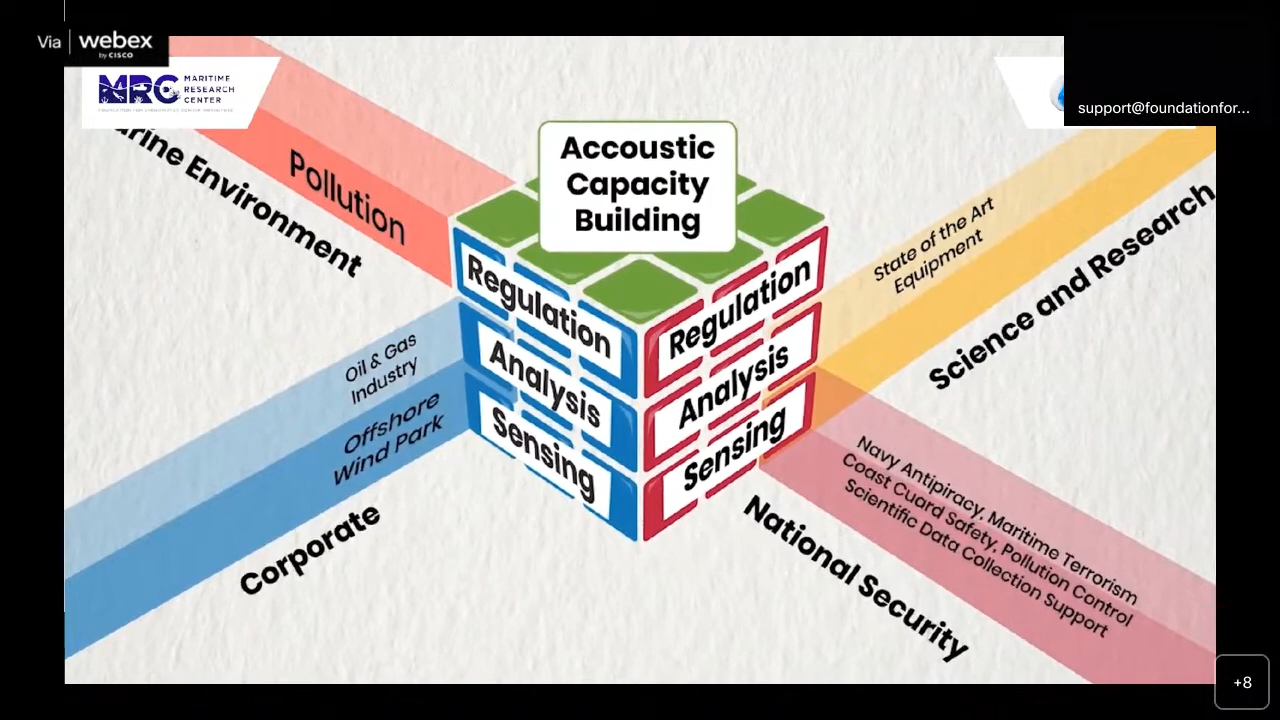 Via webex
by CISCO
MRC MARITIME
RESEARCH
CENTER
support@foundationfor...
Accoustic
Capacity
Building
Pollution
Marine Environment
State of the Art
Equipment
Science and Research
Regulation
Analysis
Sensing
Regulation
Analysis
Sensing
Oil & Gas
Industry
Offshore
Wind Park
Corporate
Navy Antipiracy, Maritime Terrorism
Coast Cuard Safety, Pollution Control
Scientific Data Collection Support
National Security
+8